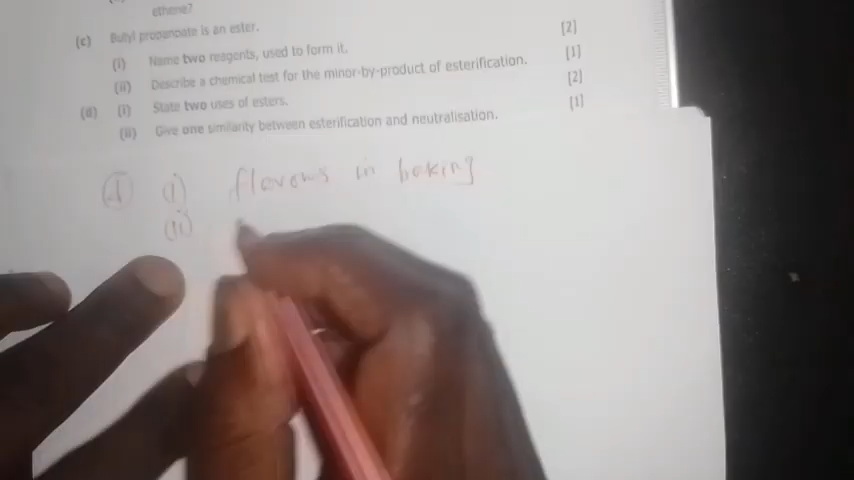 ethene?
(c) Butyl propanoate is an ester.
(i) Name two reagents, used to form it. [2]
(ii) Describe a chemical test for the minor-by-product of esterification. [1]
(d) (i) State two uses of esters. [2]
(ii) Give one similarity between esterification and neutralisation. [1]
(i) flavours in baking
(ii)